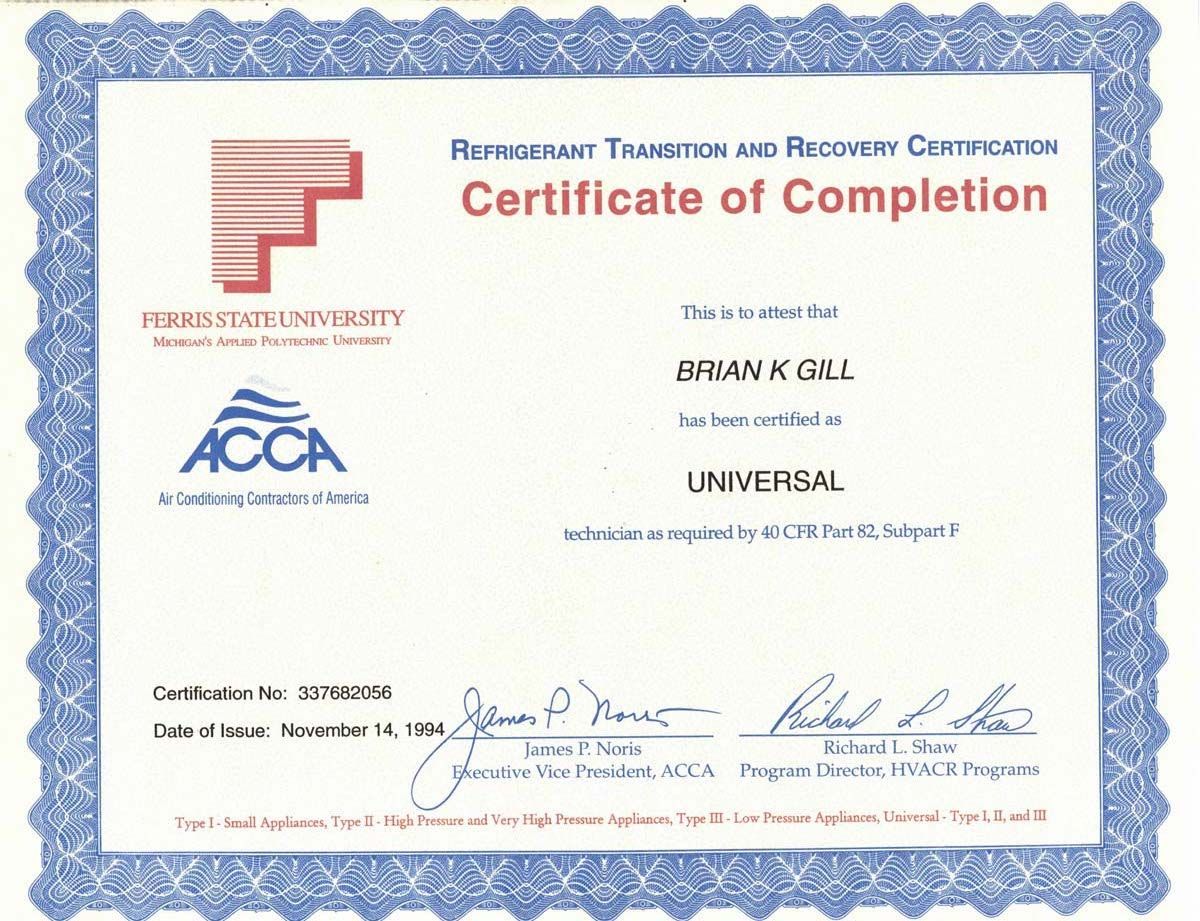 REFRIGERANT TRANSITION AND RECOVERY CERTIFICATION
Certificate of Completion
FERRIS STATE UNIVERSITY
MICHIGAN'S APPLIED POLYTECHNIC UNIVERSITY
ACCA
Air Conditioning Contractors of America
This is to attest that
BRIAN K GILL
has been certified as
UNIVERSAL
technician as required by 40 CFR Part 82, Subpart F
Certification No: 337682056
Date of Issue: November 14, 1994
James P. Noris
James P. Noris
Executive Vice President, ACCA
Richard L. Shaw
Richard L. Shaw
Program Director, HVACR Programs
Type I - Small Appliances, Type II - High Pressure and Very High Pressure Appliances, Type III - Low Pressure Appliances, Universal - Type I, II, and III